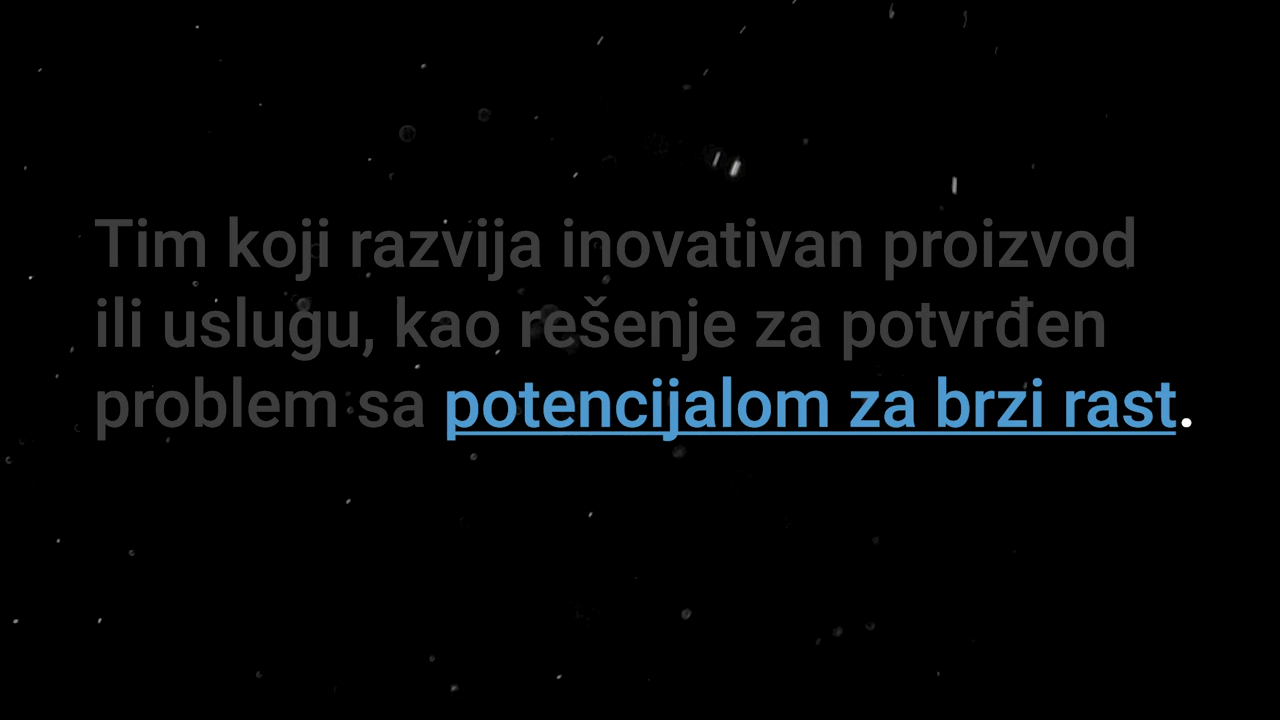 Tim koji razvija inovativan proizvod
ili uslugu, kao rešenje za potvrđen
problem sa potencijalom za brzi rast.